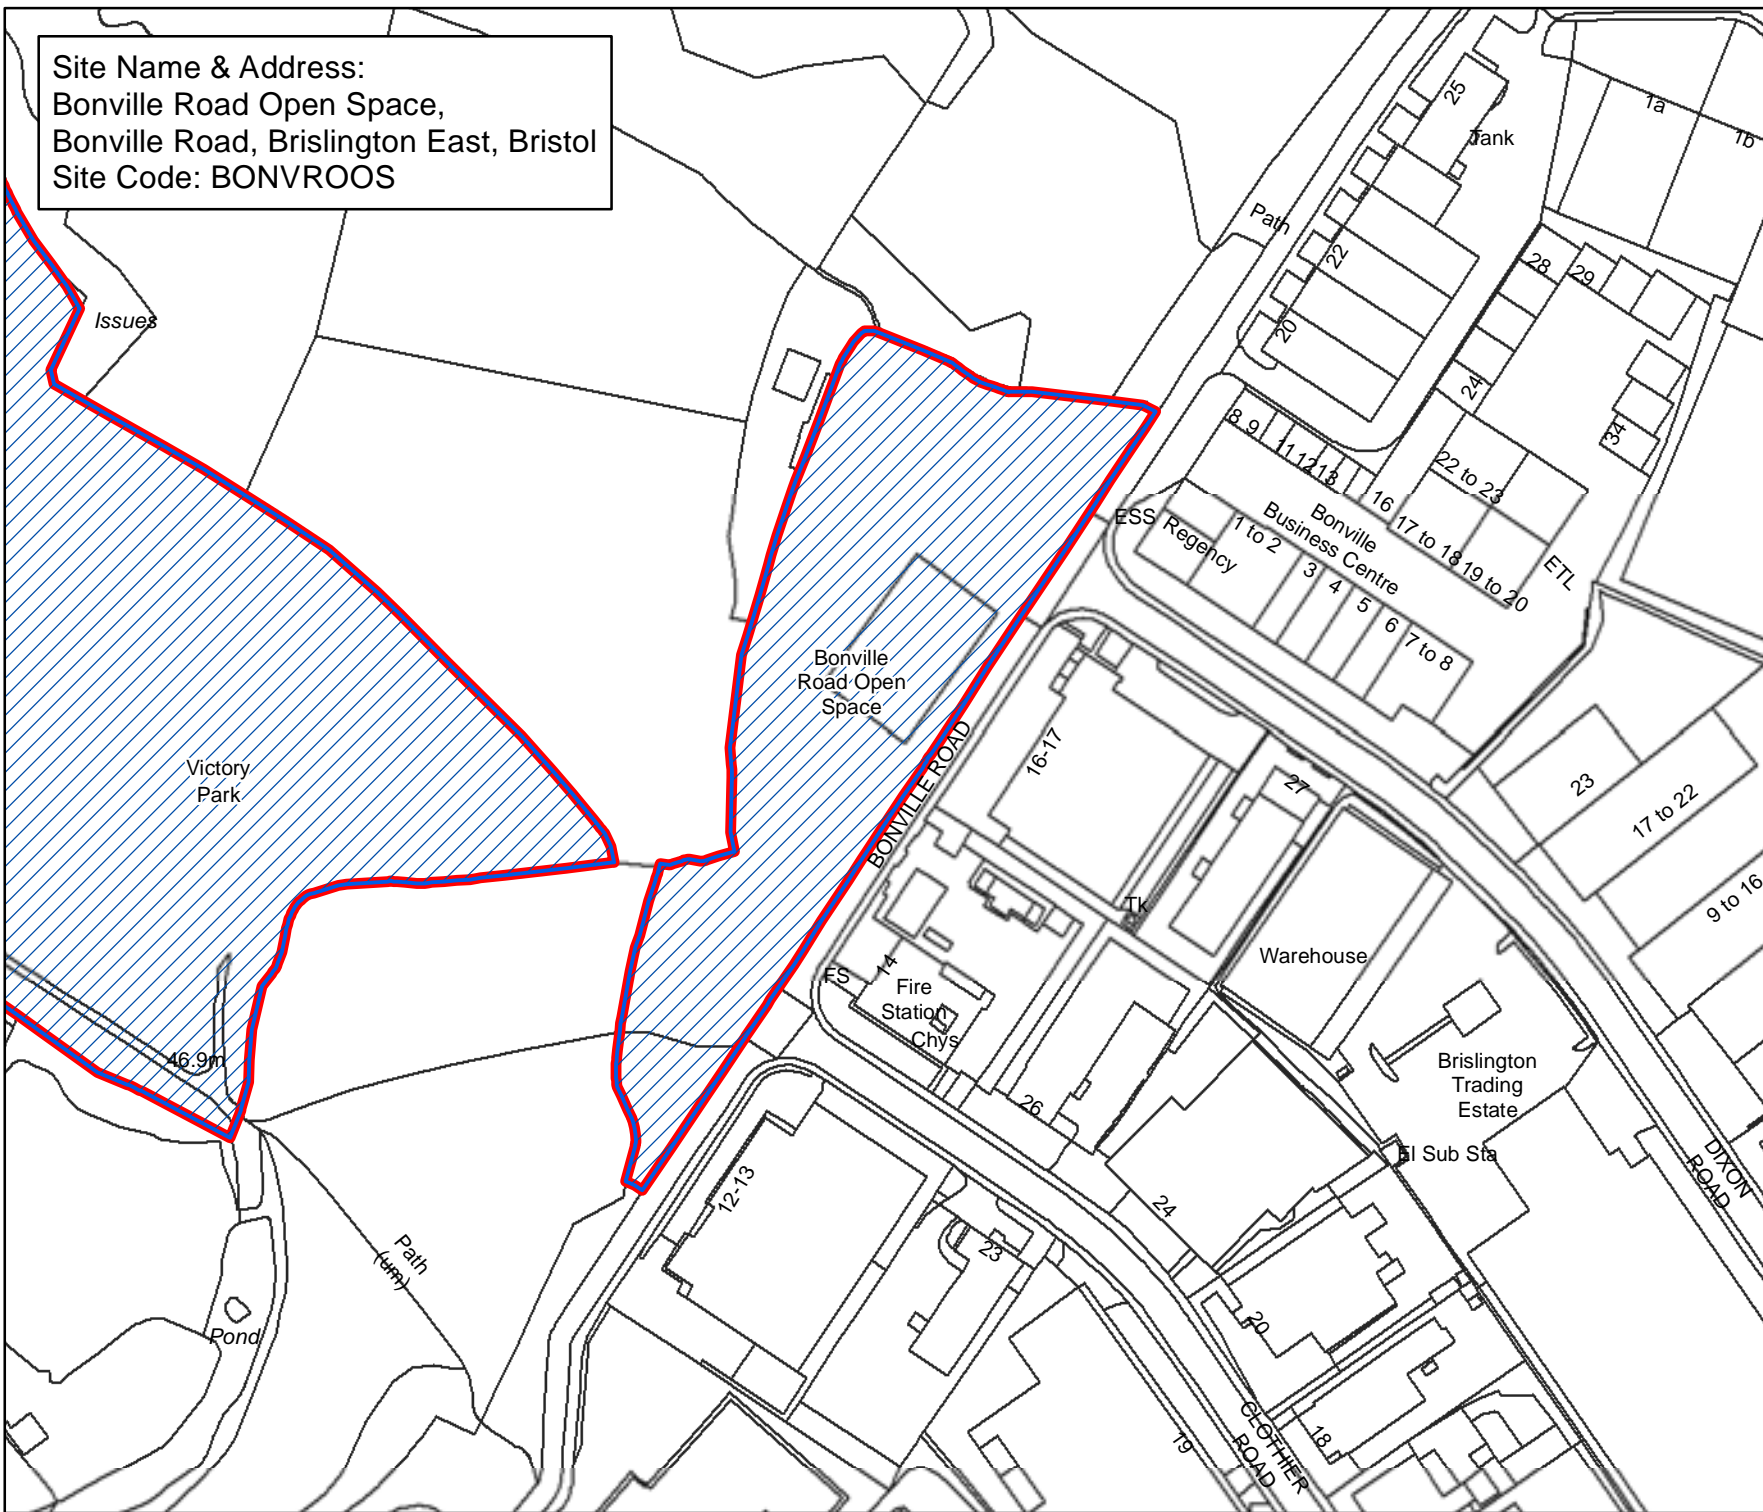 Site Name & Address:
Bonville Road Open Space,
Bonville Road, Brislington East, Bristol
Site Code: BONVROOS
25
Tank
1a
1b
Path
22
20
28
29
24
34
Issues
8
9
11
12
13
16
22 to 23
17 to 18
19 to 20
ETL
Bonville
Business Centre
ESS
Regency
1 to 2
3
4
5
6
7 to 8
Bonville
Road Open
Space
BONVILLE ROAD
16-17
27
23
17 to 22
9 to 16
Victory
Park
Tk
Warehouse
FS
14
Fire
Station
Chys
26
46.9m
Brislington
Trading
Estate
El Sub Sta
DIXON
ROAD
12-13
24
23
Path
(um)
Pond
20
18
19
CLOTHIER
ROAD